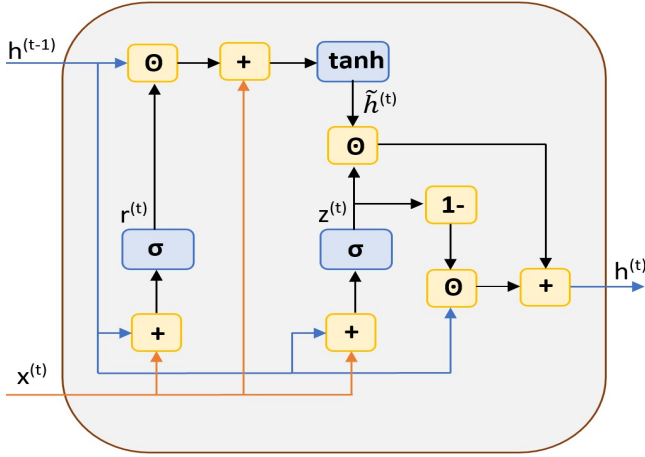 h(t-1)
ʘ
+
tanh
h̃(t)
ʘ
r(t)
z(t)
1-
σ
σ
ʘ
+
h(t)
+
+
x(t)